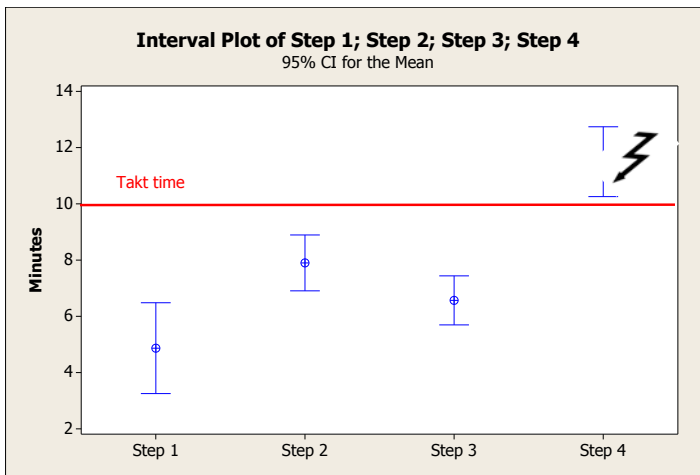 Interval Plot of Step 1; Step 2; Step 3; Step 4
95% CI for the Mean
14
12
10
8
6
4
2
Minutes
Takt time
Step 1 Step 2 Step 3 Step 4